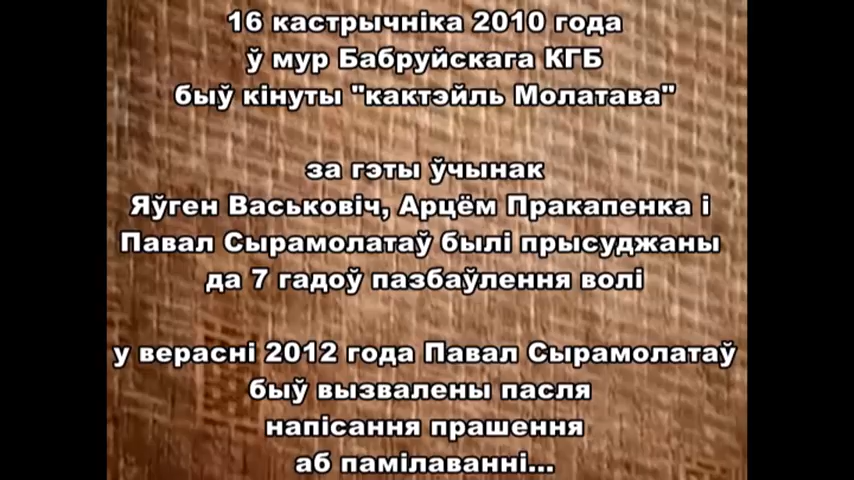 16 кастрычніка 2010 года
ў мур Бабруйскага КГБ
быў кінуты "кактэйль Молатава"
за гэты ўчынак
Яўген Васьковіч, Арцём Пракапенка і
Павал Сырамолатаў былі прысуджаны
да 7 гадоў пазбаўлення волі
у верасні 2012 года Павал Сырамолатаў
быў вызвалены пасля
напісання прашення
аб памілаванні...